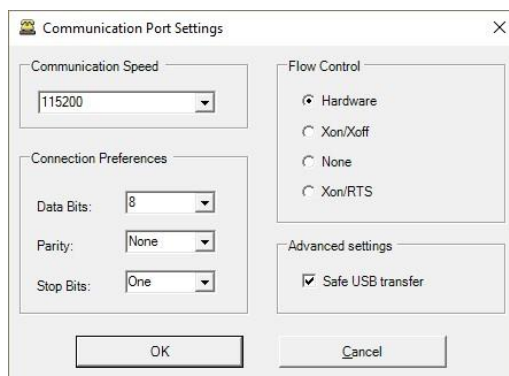 Communication Port Settings
Communication Speed
115200
Connection Preferences
Data Bits: 8
Parity: None
Stop Bits: One
Flow Control
Hardware
Xon/Xoff
None
Xon/RTS
Advanced settings
Safe USB transfer
OK
Cancel